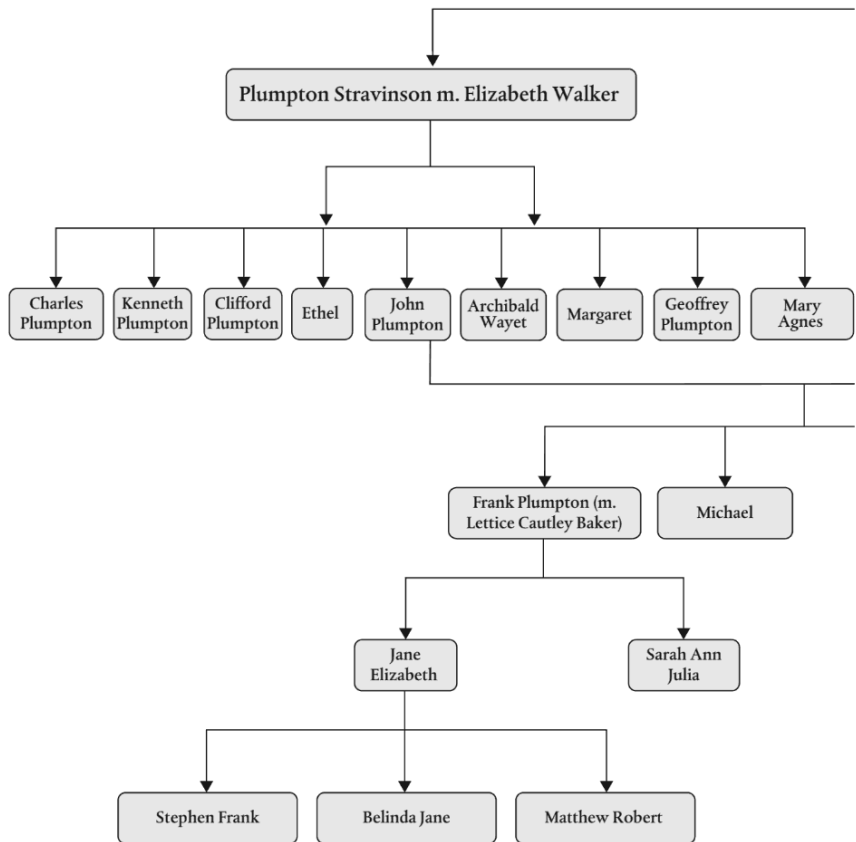 Plumpton Stravinson m. Elizabeth Walker
Charles
Plumpton
Kenneth
Plumpton
Clifford
Plumpton
Ethel
John
Plumpton
Archibald
Wayet
Margaret
Geoffrey
Plumpton
Mary
Agnes
Frank Plumpton (m.
Lettice Cautley Baker)
Michael
Jane
Elizabeth
Sarah Ann
Julia
Stephen Frank
Belinda Jane
Matthew Robert